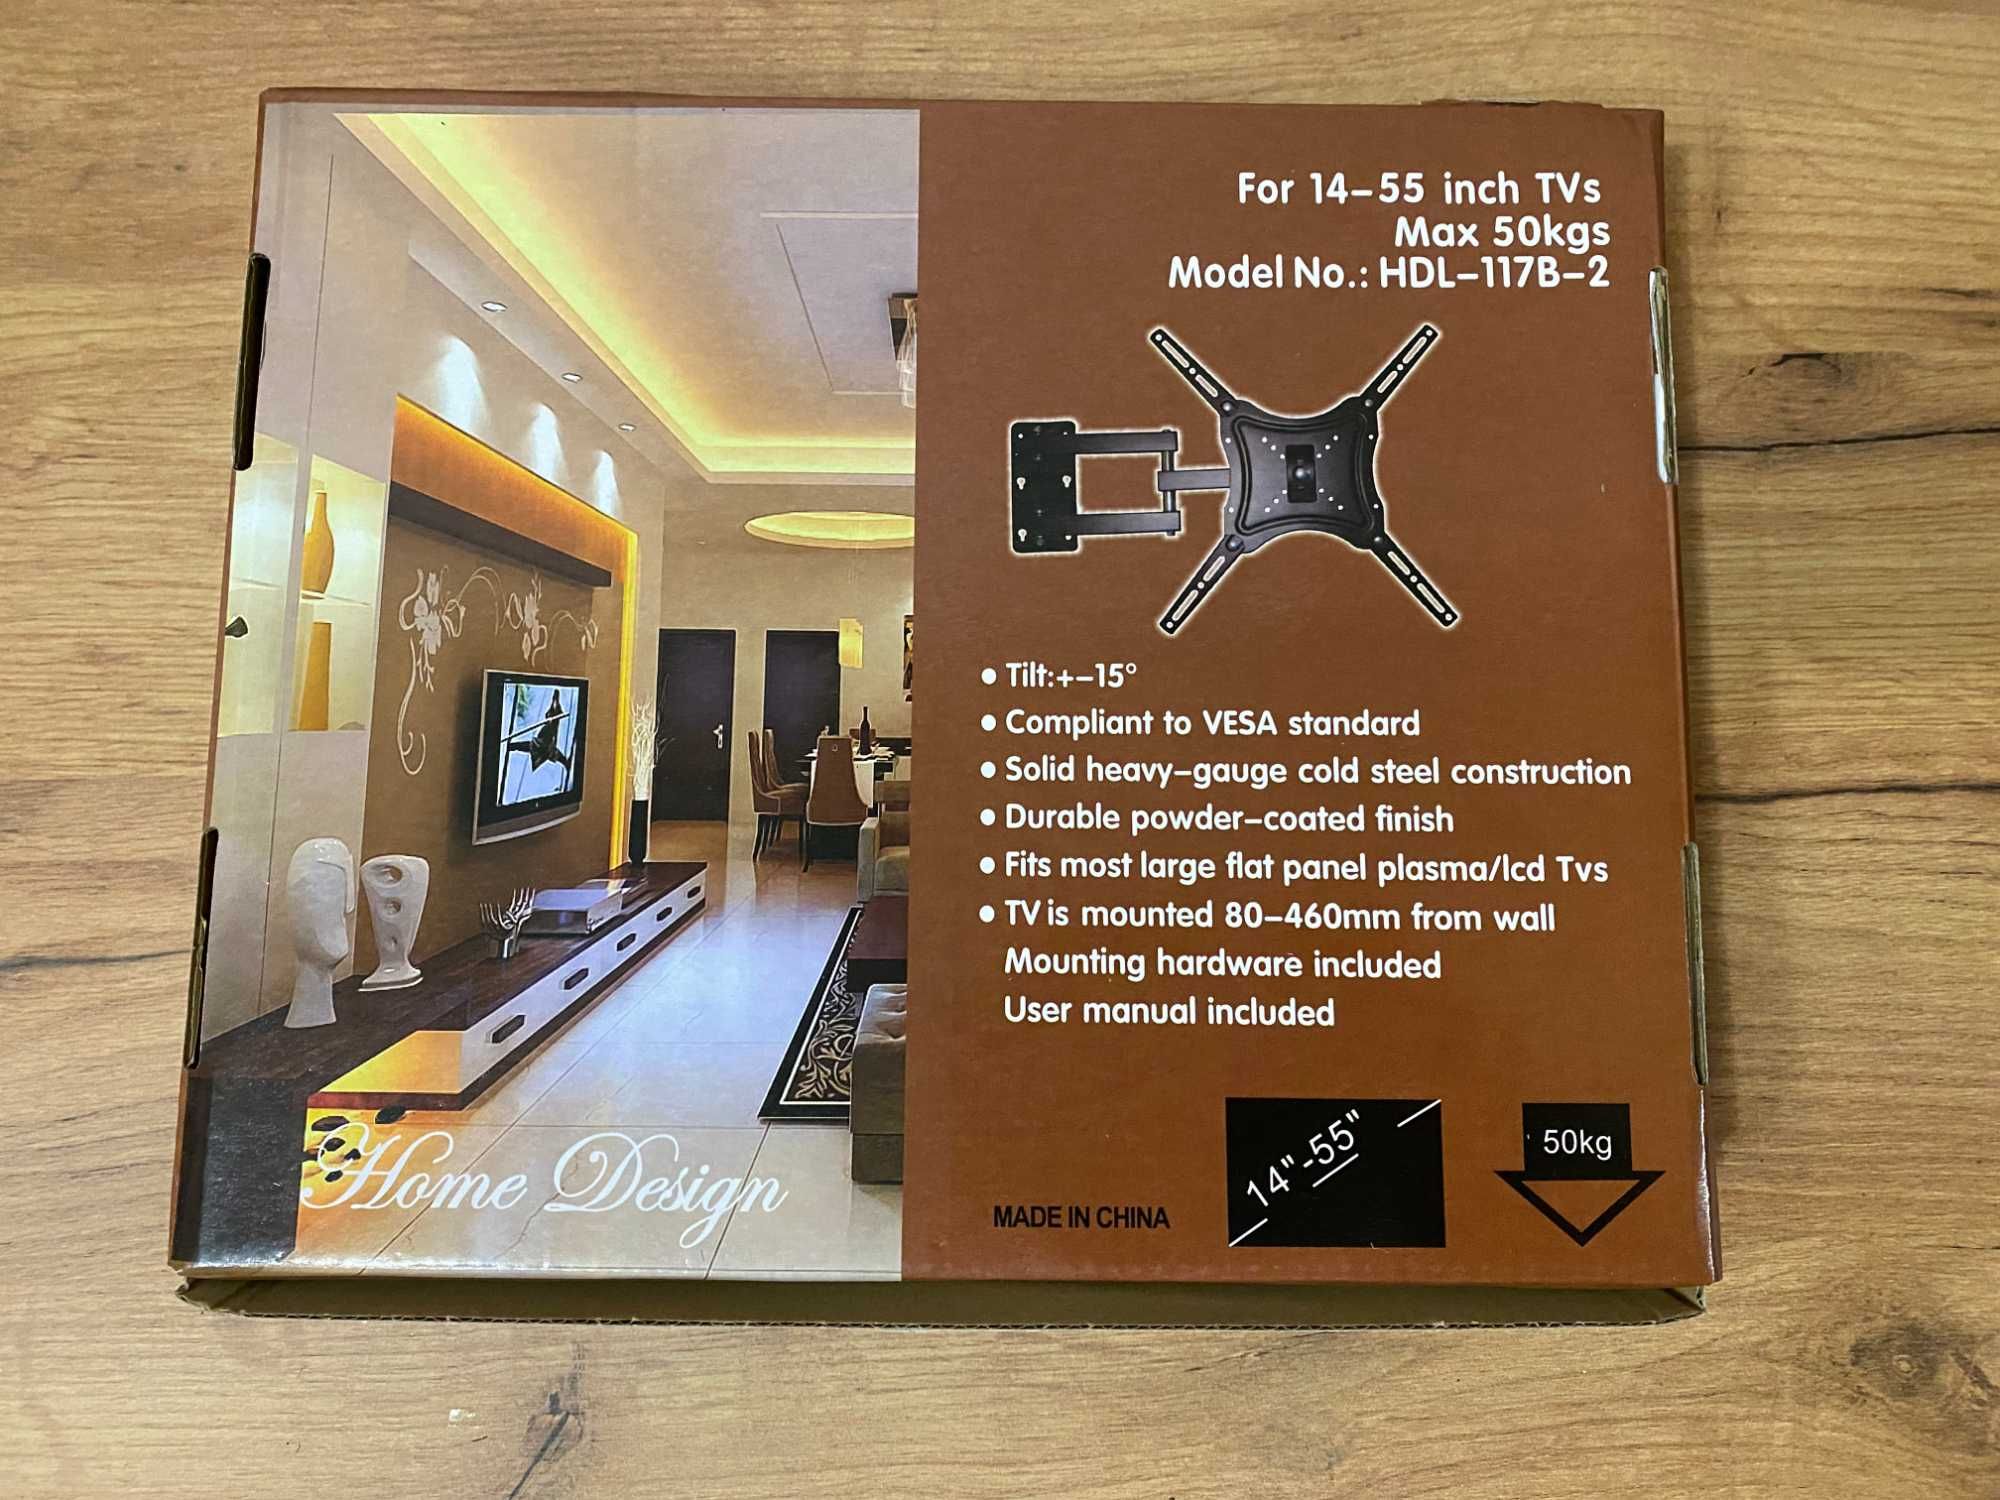 For 14-55 inch TVs
Max 50kgs
Model No.: HDL-117B-2
• Tilt:+-15°
• Compliant to VESA standard
• Solid heavy-gauge cold steel construction
• Durable powder-coated finish
• Fits most large flat panel plasma/lcd Tvs
• TV is mounted 80-460mm from wall
Mounting hardware included
User manual included
Home Design
MADE IN CHINA
14"-55"
50kg